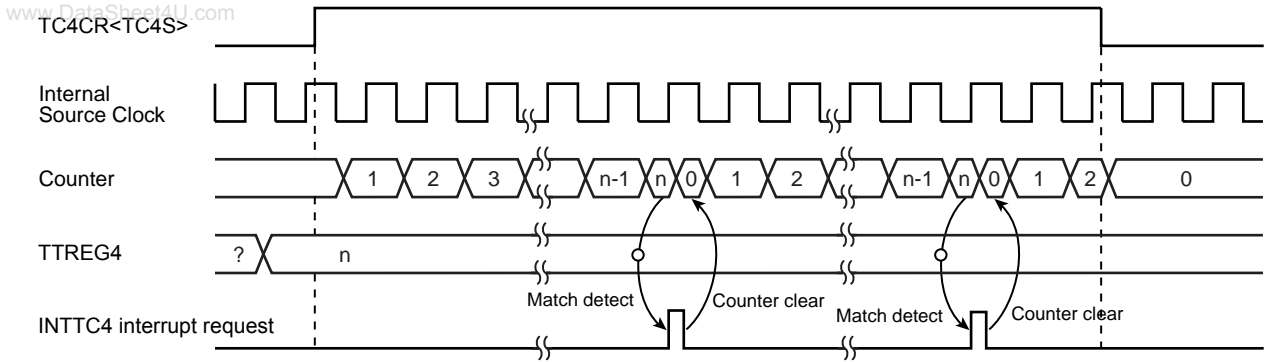 www.DataSheet4U.com
TC4CR<TC4S>
Internal
Source Clock
Counter
1 2 3 n-1 n 0 1 2 n-1 n 0 1 2 0
TTREG4
? n
Match detect Counter clear Match detect Counter clear
INTTC4 interrupt request